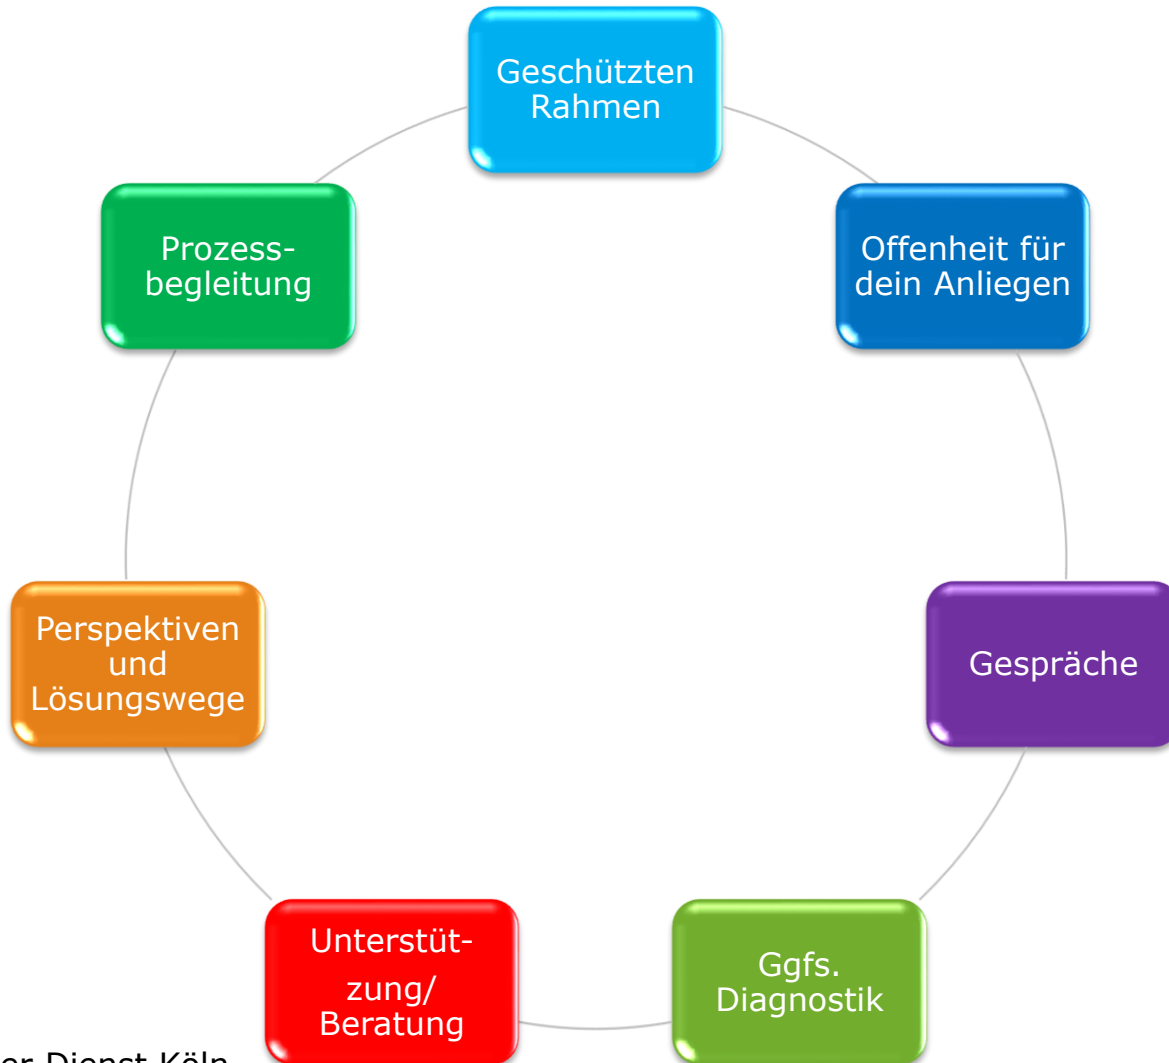 Geschützten
Rahmen
Offenheit für
dein Anliegen
Gespräche
Ggfs.
Diagnostik
Unterstüt-
zung/
Beratung
Perspektiven
und
Lösungswege
Prozess-
begleitung
er Dienst Köln